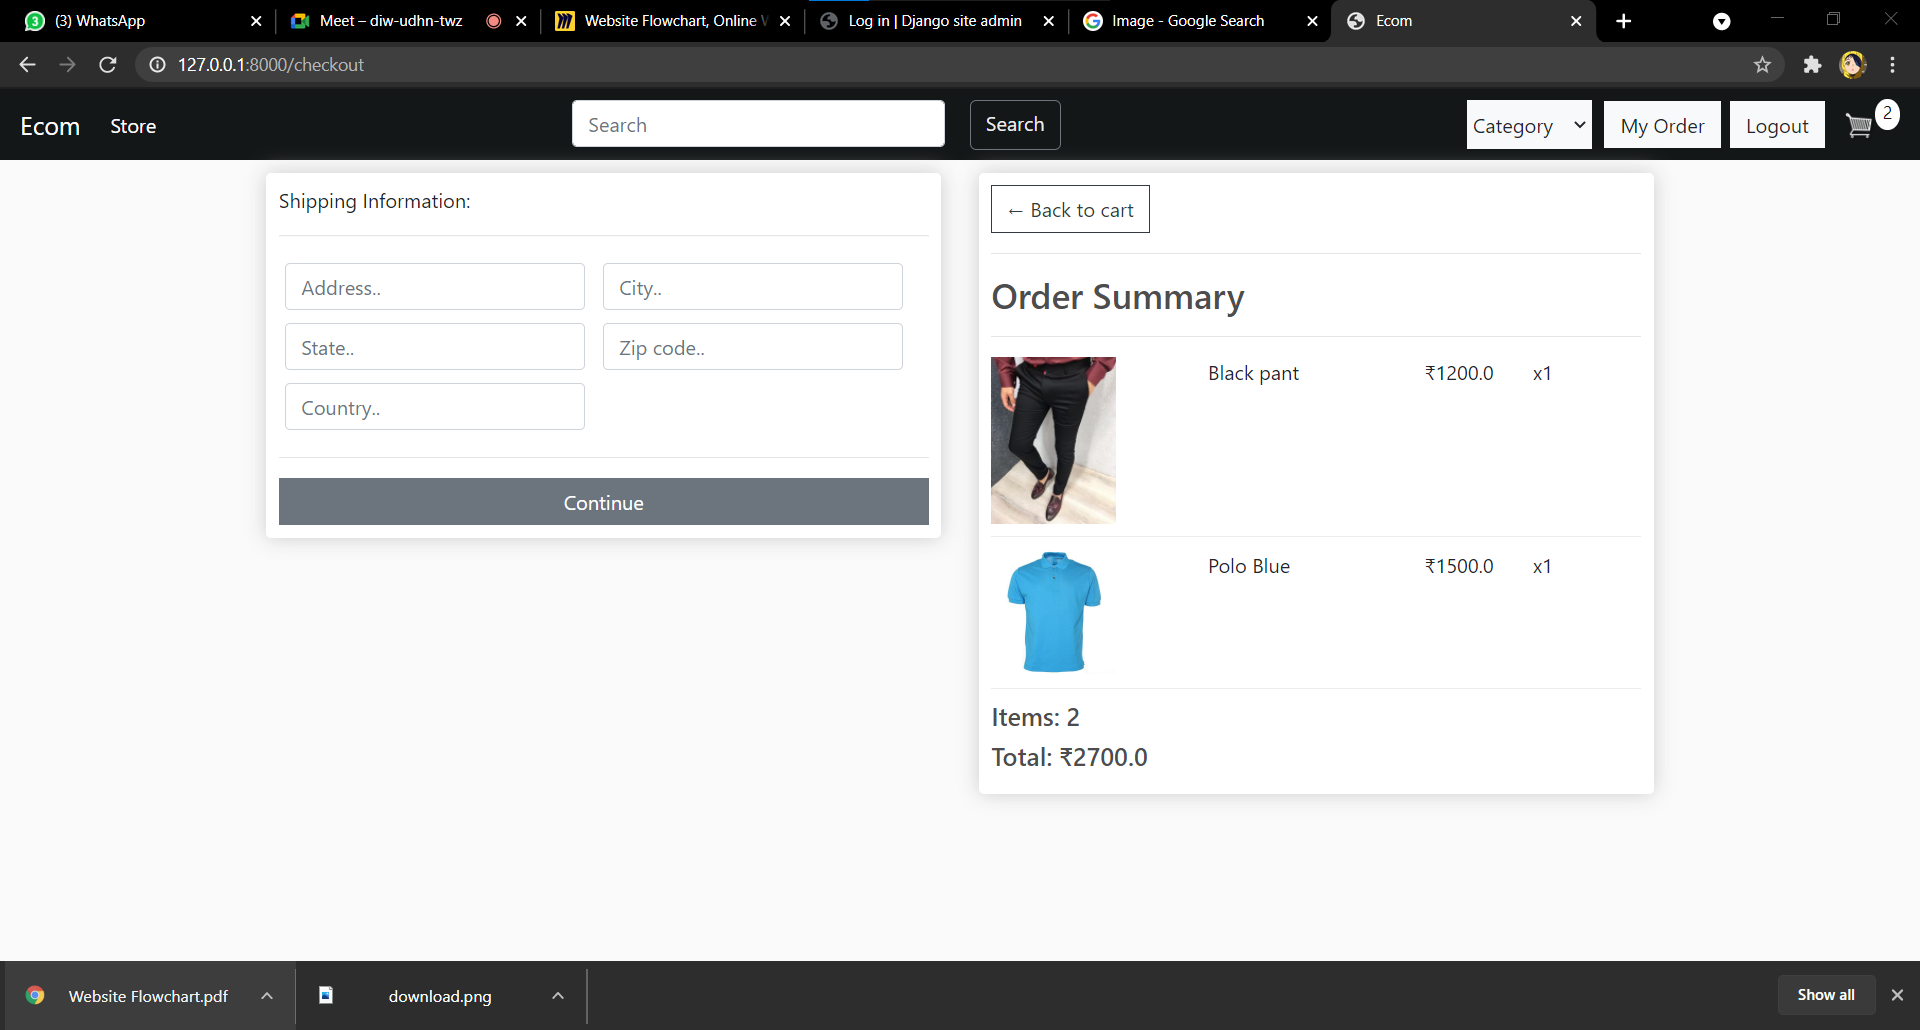 (3) WhatsApp
Meet – diw-udhn-twz
Website Flowchart, Online
Log in | Django site admin
Image - Google Search
Ecom
127.0.0.1:8000/checkout
Ecom
Store
Search
Search
Category
My Order
Logout
2
Shipping Information:
Address..
City..
State..
Zip code..
Country..
Continue
← Back to cart
Order Summary
Black pant
₹1200.0
x1
Polo Blue
₹1500.0
x1
Items: 2
Total: ₹2700.0
Website Flowchart.pdf
download.png
Show all